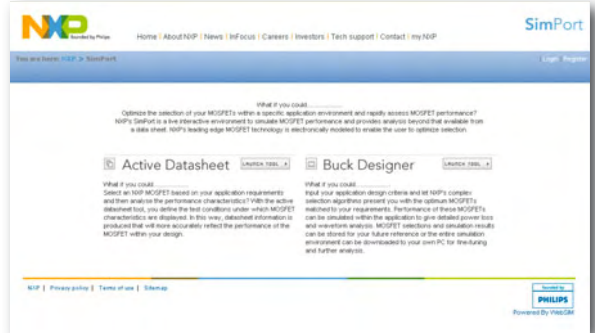 NXP
founded by Philips
Home | About NXP | News | InFocus | Careers | Investors | Tech support | Contact | my.NXP
SimPort
You are here: NXP > SimPort
Login | Register
What if you could..................
Optimize the selection of your MOSFETs within a specific application environment and rapidly assess MOSFET performance?
NXP's SimPort is a live interactive environment to simulate MOSFET performance and provides analysis beyond that available from
a data sheet. NXP's leading edge MOSFET technology is electronically modeled to enable the user to optimize selection.
Active Datasheet
LAUNCH TOOL
What if you could...
Select an NXP MOSFET based on your application requirements
and then analyse the performance characteristics? With the active
datasheet tool, you define the test conditions under which MOSFET
characteristics are displayed. In this way, datasheet information is
produced that will more accurately reflect the performance of the
MOSFET within your design.
Buck Designer
LAUNCH TOOL
What if you could...
Input your application design criteria and let NXP's complex
selection algorithms present you with the optimum MOSFETs
matched to your requirements. Performance of these MOSFETs
can be simulated within the application to give detailed power loss
and waveform analysis. MOSFET selections and simulation results
can be stored for your future reference or the entire simulation
environment can be downloaded to your own PC for fine-tuning
and further analysis.
NXP | Privacy policy | Terms of use | Sitemap
founded by
PHILIPS
Powered By WebSIM